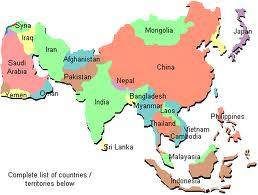 Syria
Mongolia
Japan
Iraq
Iran
Afghanistan
China
Saudi
Arabia
Pakistan
Nepal
Yemen
Oman
Bangladesh
India
Myanmar
Laos
Philippines
Thailand
Vietnam
Sri Lanka
Cambodia
Malayasia
Complete list of countries /
territories below
Indonesia